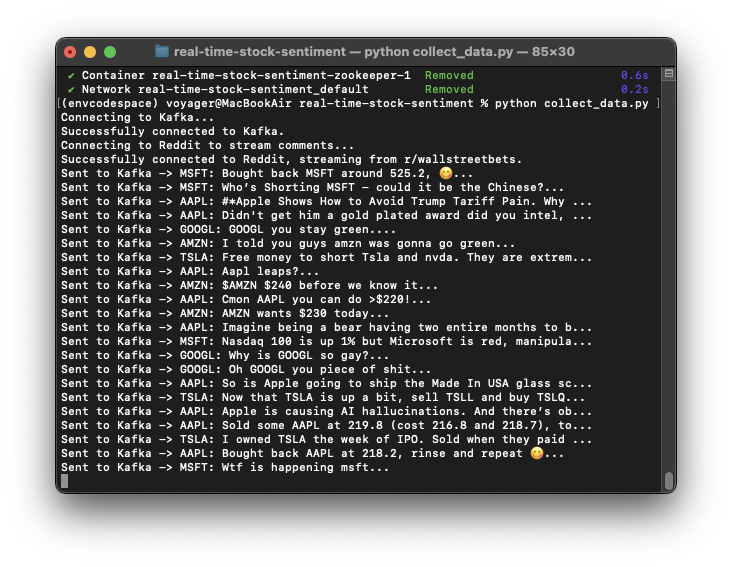 real-time-stock-sentiment — python collect_data.py — 85×30
✔ Container real-time-stock-sentiment-zookeeper-1 Removed 0.6s
✔ Network real-time-stock-sentiment_default Removed 0.2s
[(envcodespace) voyager@MacBookAir real-time-stock-sentiment % python collect_data.py ]
Connecting to Kafka...
Successfully connected to Kafka.
Connecting to Reddit to stream comments...
Successfully connected to Reddit, streaming from r/wallstreetbets.
Sent to Kafka -> MSFT: Bought back MSFT around 525.2, 😋...
Sent to Kafka -> MSFT: Who’s Shorting MSFT – could it be the Chinese?...
Sent to Kafka -> AAPL: #*Apple Shows How to Avoid Trump Tariff Pain. Why ...
Sent to Kafka -> AAPL: Didn't get him a gold plated award did you intel, ...
Sent to Kafka -> GOOGL: GOOGL you stay green....
Sent to Kafka -> AMZN: I told you guys amzn was gonna go green...
Sent to Kafka -> TSLA: Free money to short Tsla and nvda. They are extrem...
Sent to Kafka -> AAPL: Aapl leaps?...
Sent to Kafka -> AMZN: $AMZN $240 before we know it...
Sent to Kafka -> AAPL: Cmon AAPL you can do >$220!...
Sent to Kafka -> AMZN: AMZN wants $230 today...
Sent to Kafka -> AAPL: Imagine being a bear having two entire months to b...
Sent to Kafka -> MSFT: Nasdaq 100 is up 1% but Microsoft is red, manipula...
Sent to Kafka -> GOOGL: Why is GOOGL so gay?...
Sent to Kafka -> GOOGL: Oh GOOGL you piece of shit...
Sent to Kafka -> AAPL: So is Apple going to ship the Made In USA glass sc...
Sent to Kafka -> TSLA: Now that TSLA is up a bit, sell TSLL and buy TSLQ...
Sent to Kafka -> AAPL: Apple is causing AI hallucinations. And there’s ob...
Sent to Kafka -> AAPL: Sold some AAPL at 219.8 (cost 216.8 and 218.7), to...
Sent to Kafka -> TSLA: I owned TSLA the week of IPO. Sold when they paid ...
Sent to Kafka -> AAPL: Bought back AAPL at 218.2, rinse and repeat 😋...
Sent to Kafka -> MSFT: Wtf is happening msft...